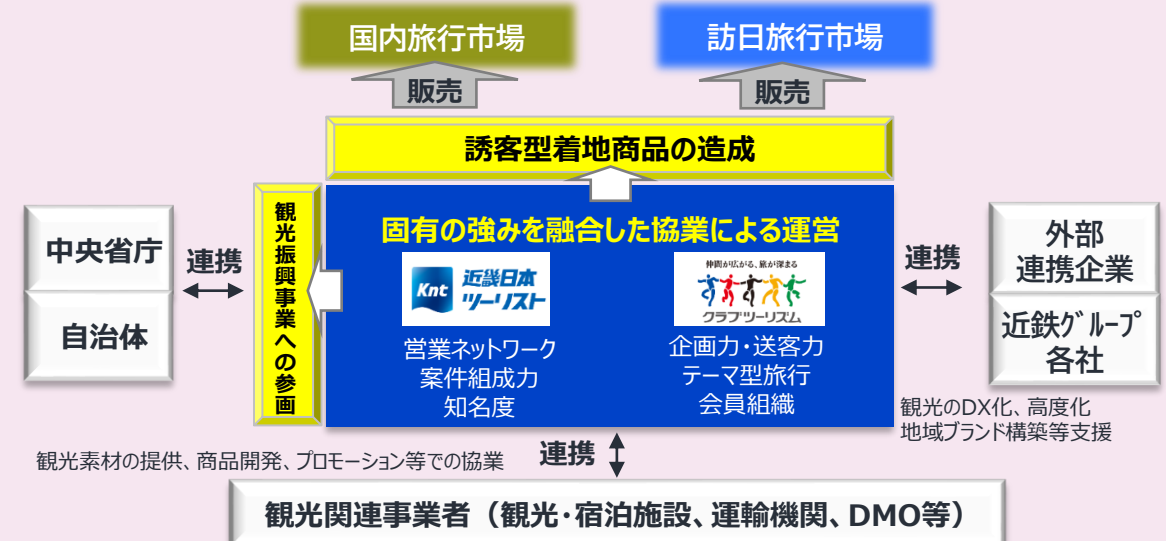 国内旅行市場
訪日旅行市場
販売
販売
誘客型着地商品の造成
観光振興事業への参画
固有の強みを融合した協業による運営
Knt 近畿日本
ツーリスト
営業ネットワーク
案件組成力
知名度
仲間が広がる、旅が深まる
クラブツーリズム
企画力・送客力
テーマ型旅行
会員組織
中央省庁
自治体
連携
連携
外部
連携企業
近鉄グループ
各社
観光のDX化、高度化
地域ブランド構築等支援
観光素材の提供、商品開発、プロモーション等での協業
連携
観光関連事業者（観光・宿泊施設、運輸機関、DMO等）